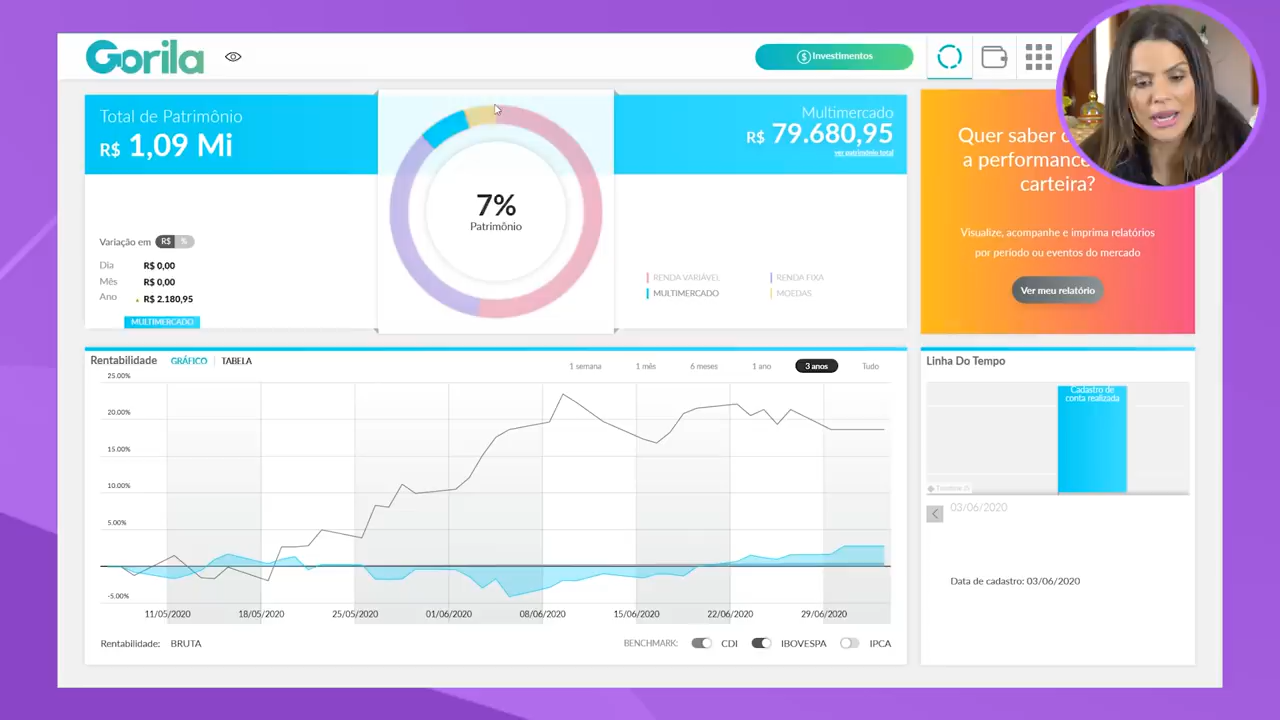 Gorila
Investimentos
Total de Patrimônio
R$ 1,09 Mi
Multimercado
R$ 79.680,95
ver patrimônio total
7%
Patrimônio
Variação em R$ %
Dia R$ 0,00
Mês R$ 0,00
Ano R$ 2.180,95
MULTIMERCADO
RENDA VARIÁVEL RENDA FIXA
MULTIMERCADO MOEDAS
Quer saber
a performance
carteira?
Visualize, acompanhe e imprima relatórios
por período ou eventos do mercado
Ver meu relatório
Rentabilidade GRÁFICO TABELA
1 semana 1 mês 6 meses 1 ano 3 anos Tudo
25.00%
20.00%
15.00%
10.00%
5.00%
-5.00%
11/05/2020 18/05/2020 25/05/2020 01/06/2020 08/06/2020 15/06/2020 22/06/2020 29/06/2020
Rentabilidade: BRUTA
BENCHMARK: CDI IBOVESPA IPCA
Linha Do Tempo
Cadastro de
conta realizada
03/06/2020
Data de cadastro: 03/06/2020